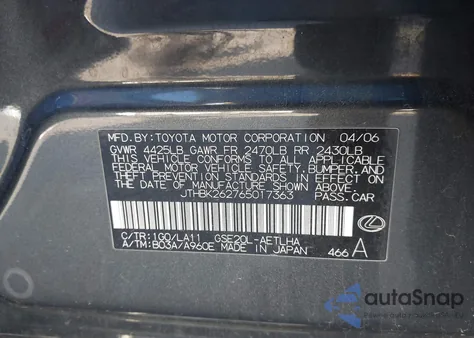 MFD.BY:TOYOTA MOTOR CORPORATION 04/06
GVWR 4425LB GAWR FR 2470LB RR 2430LB
THIS VEHICLE CONFORMS TO ALL APPLICABLE
FEDERAL MOTOR VEHICLE SAFETY, BUMPER,
AND THEFT PREVENTION STANDARDS IN EFFECT
ON THE DATE OF MANUFACTURE SHOWN ABOVE.
JTHBK262765017363 PASS.CAR
C/TR:1G0/LA11 GSE20L-AETLHA
A/TM:B03A/A960E MADE IN JAPAN 466 A
autoSnap